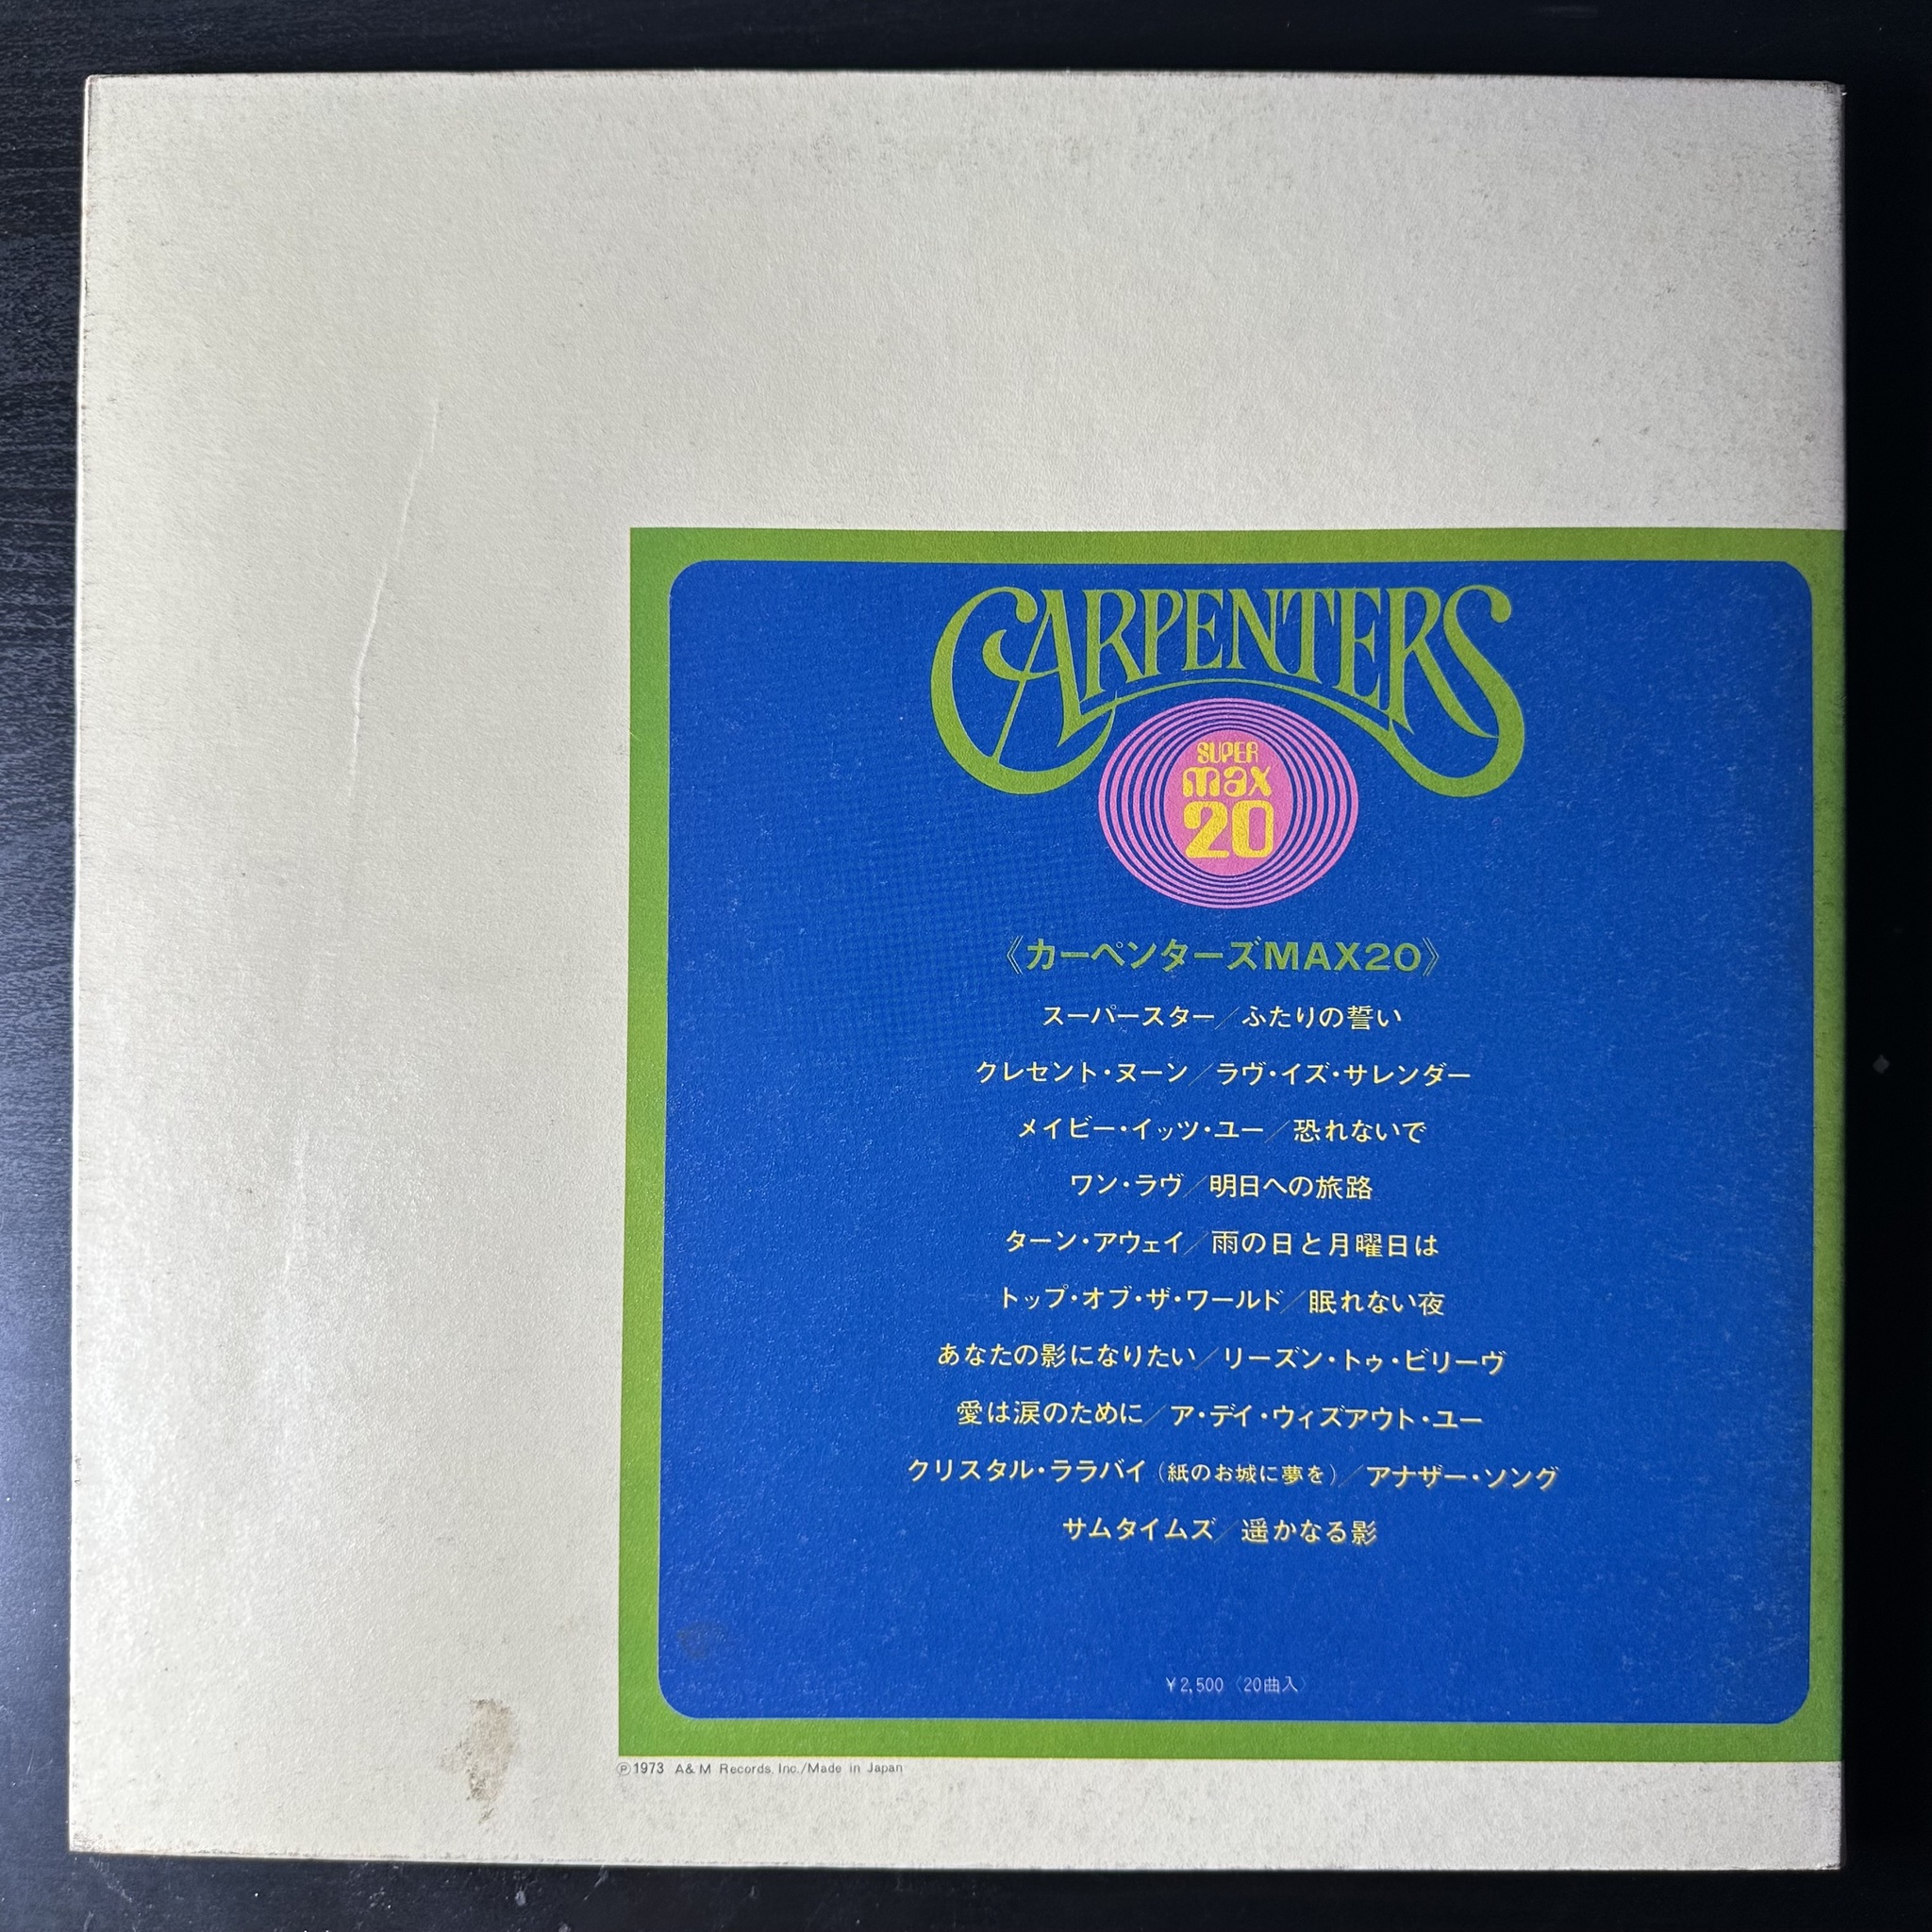 CARPENTERS
SUPER
max
20
《カーペンターズMAX20》
スーパースター／ふたりの誓い
クレセント・ヌーン／ラヴ・イズ・サレンダー
メイビー・イッツ・ユー／恐れないで
ワン・ラヴ／明日への旅路
ターン・アウェイ／雨の日と月曜日は
トップ・オブ・ザ・ワールド／眠れない夜
あなたの影になりたい／リーズン・トゥ・ビリーヴ
愛は涙のために／ア・デイ・ウィズアウト・ユー
クリスタル・ララバイ（紙のお城に夢を）／アナザー・ソング
サムタイムズ／遥かなる影
¥2,500〈20曲入〉
℗1973 A&M Records, Inc./Made in Japan